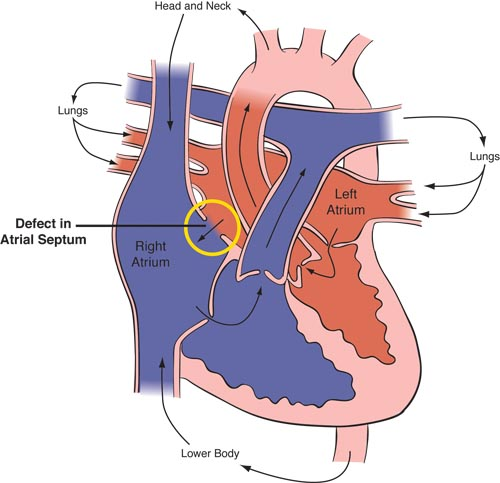 Head and Neck
Lungs
Lungs
Defect in
Atrial Septum
Left
Atrium
Right
Atrium
Lower Body